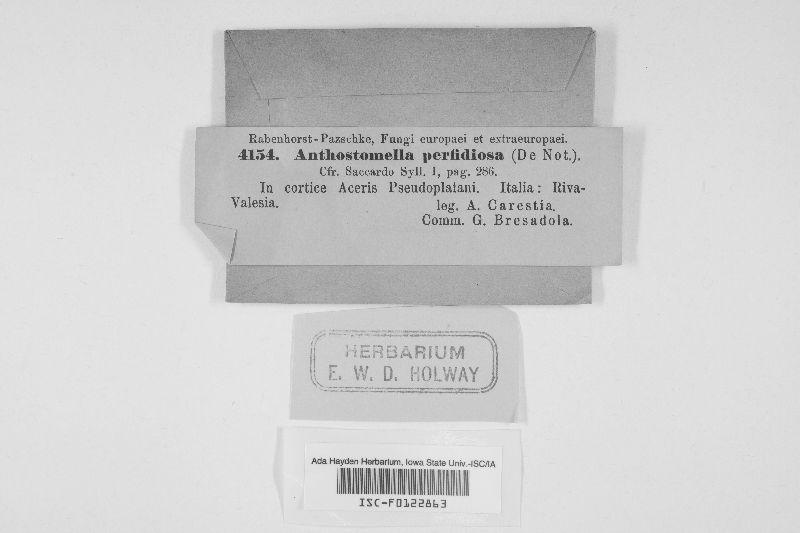 Rabenhorst-Pazschke, Fungi europaei et extraeuropaei.
4154. Anthostomella perfidiosa (De Not.).
Cfr. Saccardo Syll. I, pag. 286.
In cortice Aceris Pseudoplatani. Italia: Riva-
Valesia. leg. A. Carestia.
Comm. G. Bresadola.
HERBARIUM
E. W. D. HOLWAY
Ada Hayden Herbarium, Iowa State Univ.-ISC/IA
ISC-F0122863